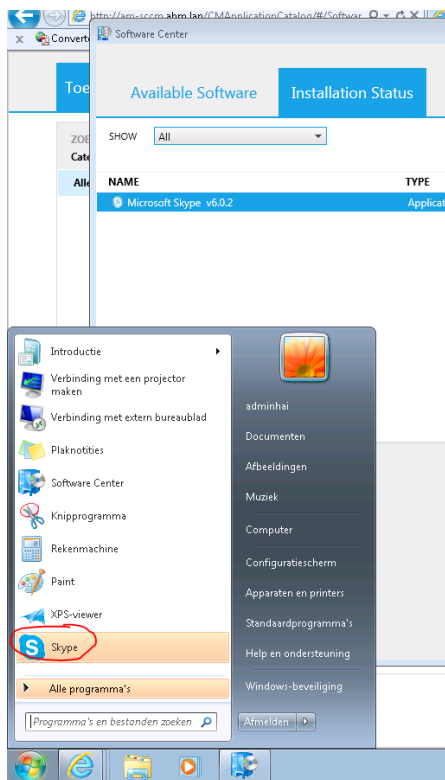 http://am-sccm.ahm.lan/CMApplicationCatalog/#/Softwar
x Convert
Software Center
Toe
Available Software Installation Status
ZOE
SHOW All
Cate
Alle
NAME TYPE
Microsoft Skype v6.0.2 Applicat
Introductie
Verbinding met een projector
maken
Verbinding met extern bureaublad
Plaknotities
Software Center
Knipprogramma
Rekenmachine
Paint
XPS-viewer
Skype
Alle programma's
Programma's en bestanden zoeken
adminhai
Documenten
Afbeeldingen
Muziek
Computer
Configuratiescherm
Apparaten en printers
Standaardprogramma's
Help en ondersteuning
Windows-beveiliging
Afmelden